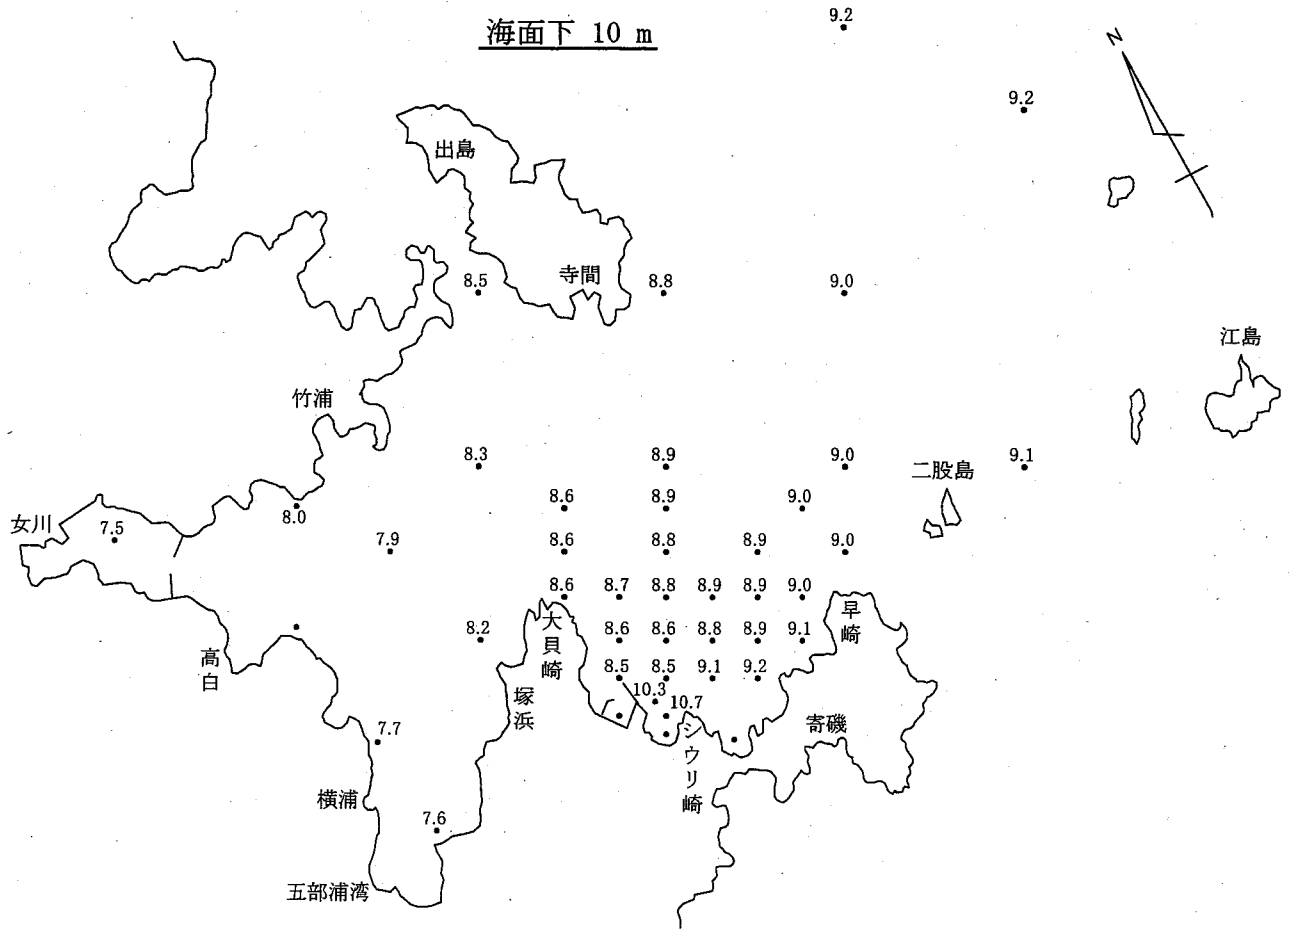 海面下 10 m
9.2
N
9.2
出島
寺間
8.5
8.8
9.0
江島
竹浦
8.3
8.9
9.0
二股島
9.1
8.6
8.9
9.0
女川
7.5
8.0
7.9
8.6
8.8
8.9
9.0
8.6
8.7
8.8
8.9
8.9
9.0
大貝崎
早崎
8.2
8.6
8.6
8.8
8.9
9.1
高白
8.5
8.5
9.1
9.2
塚浜
10.3
10.7
シウリ崎
寄磯
7.7
横浦
7.6
五部浦湾